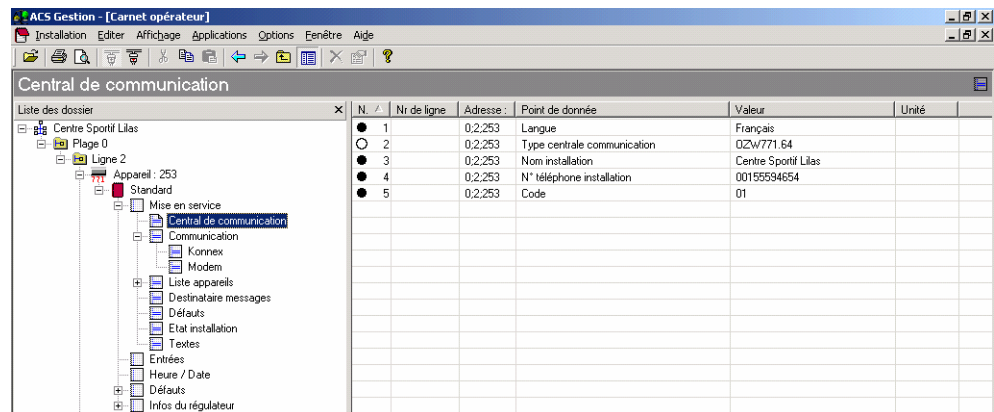 ACS Gestion - [Carnet opérateur]
Installation Editer Affichage Applications Options Fenêtre Aide
Central de communication
Liste des dossier
N. Nr de ligne Adresse : Point de donnée Valeur Unité
Centre Sportif Lilas
Plage 0
Ligne 2
Appareil : 253
Standard
Mise en service
Central de communication
Communication
Konnex
Modem
Liste appareils
Destinataire messages
Défauts
Etat installation
Textes
Entrées
Heure / Date
Défauts
Infos du régulateur
1 0;2;253 Langue Français
2 0;2;253 Type centrale communication OZW771.64
3 0;2;253 Nom installation Centre Sportif Lilas
4 0;2;253 N° téléphone installation 00155594654
5 0;2;253 Code 01